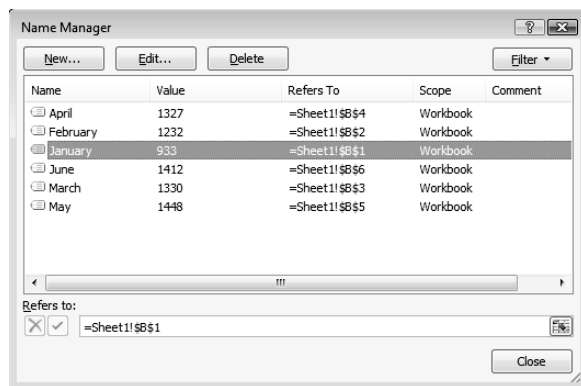 Name Manager
New... Edit... Delete Filter
Name Value Refers To Scope Comment
April 1327 =Sheet1!$B$4 Workbook
February 1232 =Sheet1!$B$2 Workbook
January 933 =Sheet1!$B$1 Workbook
June 1412 =Sheet1!$B$6 Workbook
March 1330 =Sheet1!$B$3 Workbook
May 1448 =Sheet1!$B$5 Workbook
Refers to:
=Sheet1!$B$1
Close